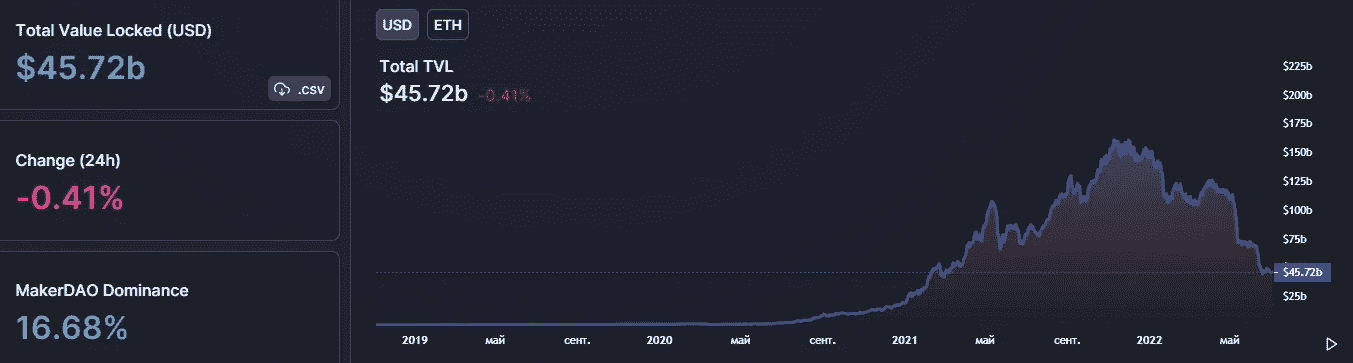 Total Value Locked (USD)
$45.72b
.csv
Change (24h)
-0.41%
MakerDAO Dominance
16.68%
USD ETH
Total TVL
$45.72b -0.41%
$225b
$200b
$175b
$150b
$125b
$100b
$75b
$45.72b
$25b
2019 май сент. 2020 май сент. 2021 май сент. 2022 май